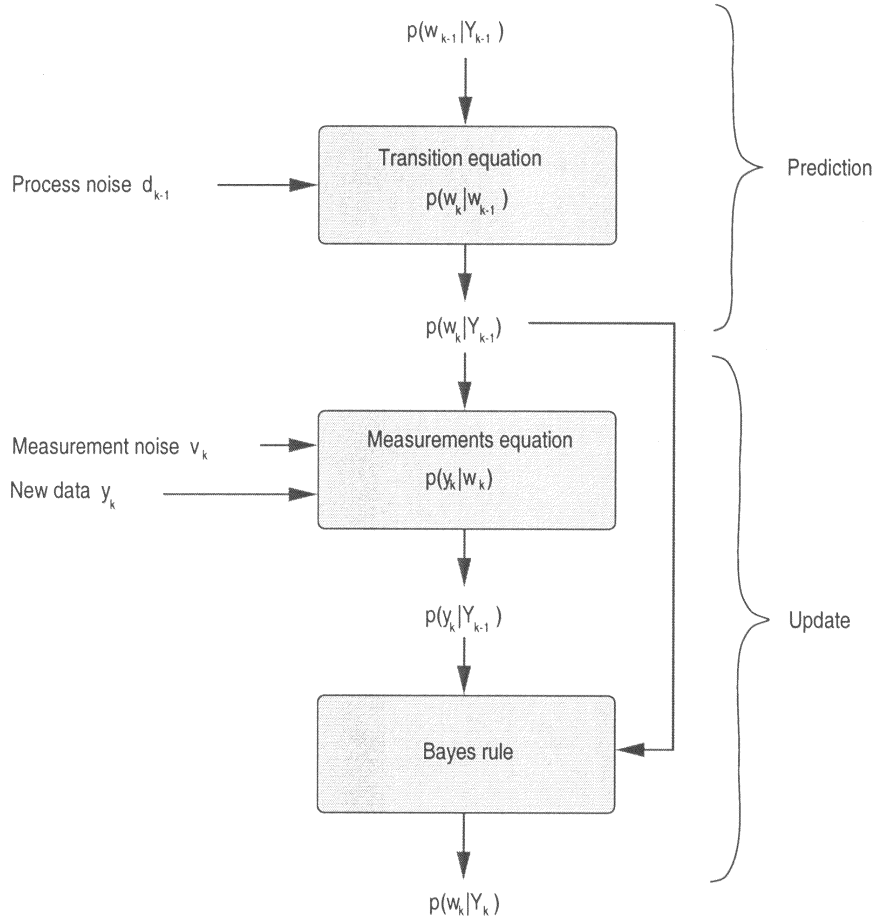 p(w_{k-1}|Y_{k-1})
Transition equation
p(w_k|w_{k-1})
Process noise d_{k-1}
Prediction
p(w_k|Y_{k-1})
Measurements equation
p(y_k|w_k)
Measurement noise v_k
New data y_k
p(y_k|Y_{k-1})
Update
Bayes rule
p(w_k|Y_k)